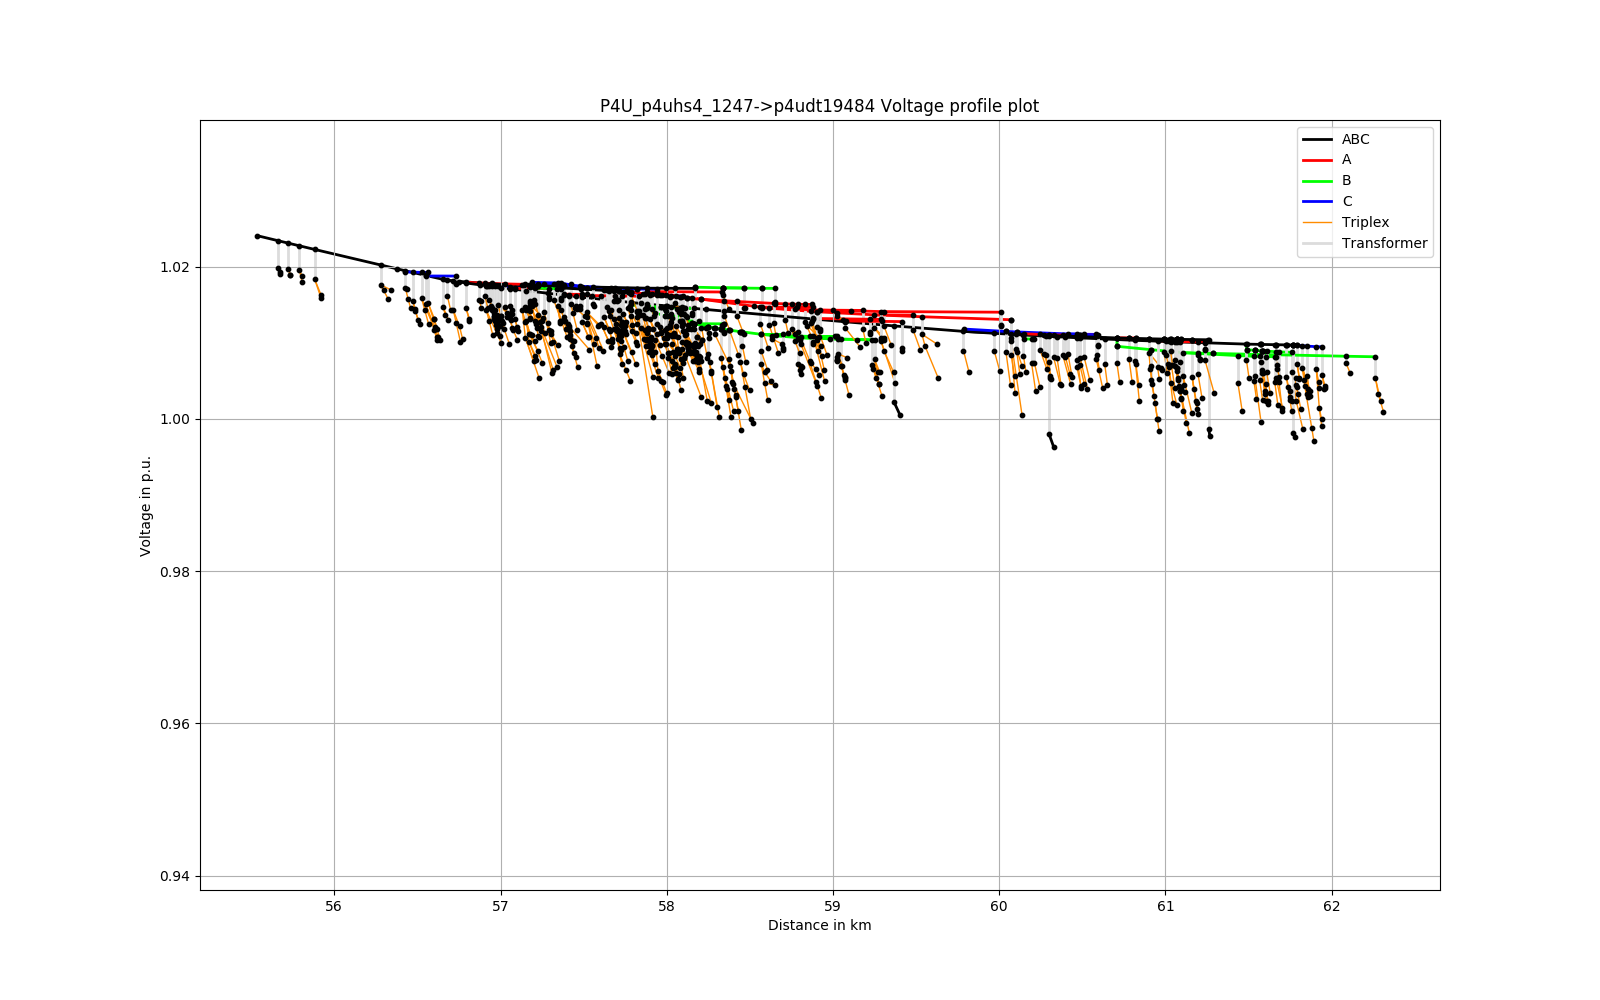 P4U_p4uhs4_1247->p4udt19484 Voltage profile plot
ABC
A
B
C
Triplex
Transformer
1.02
1.00
0.98
0.96
0.94
Voltage in p.u.
56 57 58 59 60 61 62
Distance in km